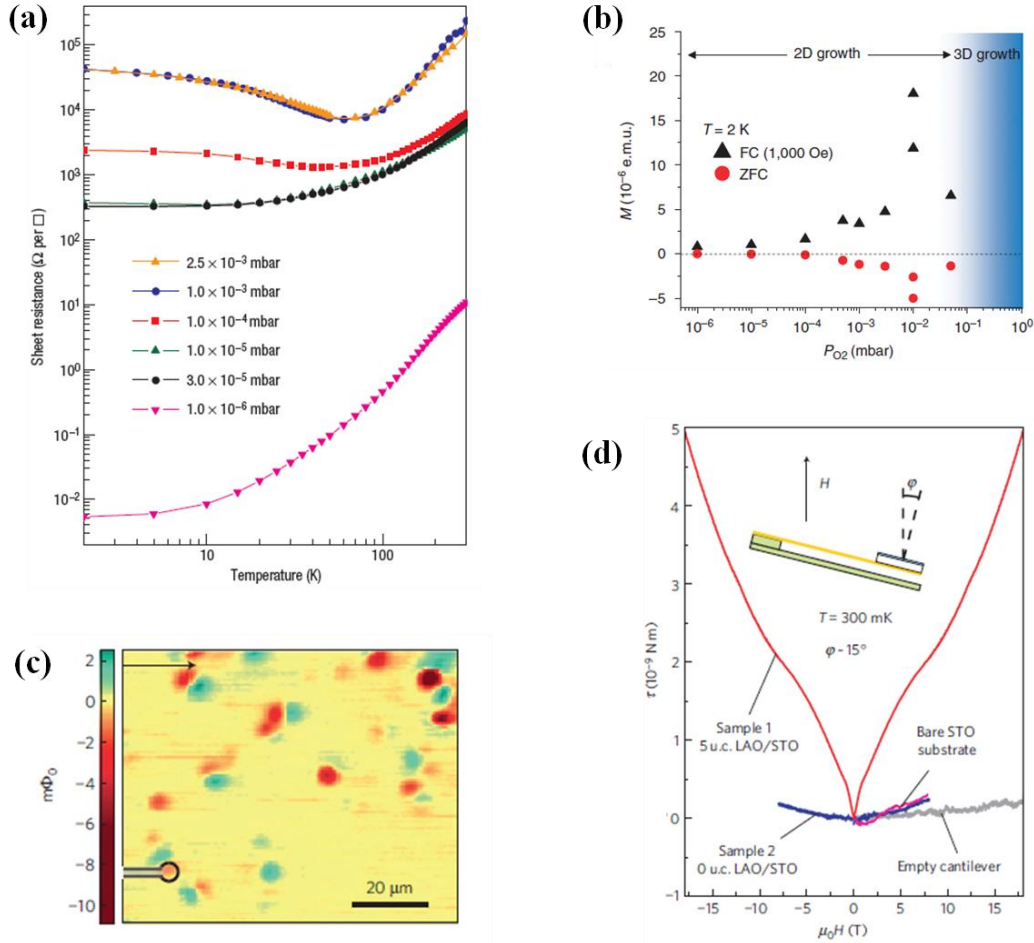 (a)
Sheet resistance (Ω per □)
10⁵
10⁴
10³
10²
10¹
10⁰
10⁻¹
10⁻²
2.5 × 10⁻³ mbar
1.0 × 10⁻³ mbar
1.0 × 10⁻⁴ mbar
1.0 × 10⁻⁵ mbar
3.0 × 10⁻⁵ mbar
1.0 × 10⁻⁶ mbar
10 100
Temperature (K)
(b)
M (10⁻⁶ e.m.u.)
25
20
15
10
5
0
−5
2D growth 3D growth
T = 2 K
FC (1,000 Oe)
ZFC
10⁻⁶ 10⁻⁵ 10⁻⁴ 10⁻³ 10⁻² 10⁻¹ 10⁰
P_O2 (mbar)
(c)
mΦ₀
2
0
−2
−4
−6
−8
−10
20 µm
(d)
τ (10⁻⁹ N m)
5
4
3
2
1
0
−1
H
φ
T = 300 mK
φ ~ 15°
Sample 1
5 u.c. LAO/STO
Bare STO
substrate
Sample 2
0 u.c. LAO/STO
Empty cantilever
−15 −10 −5 0 5 10 15
µ₀H (T)